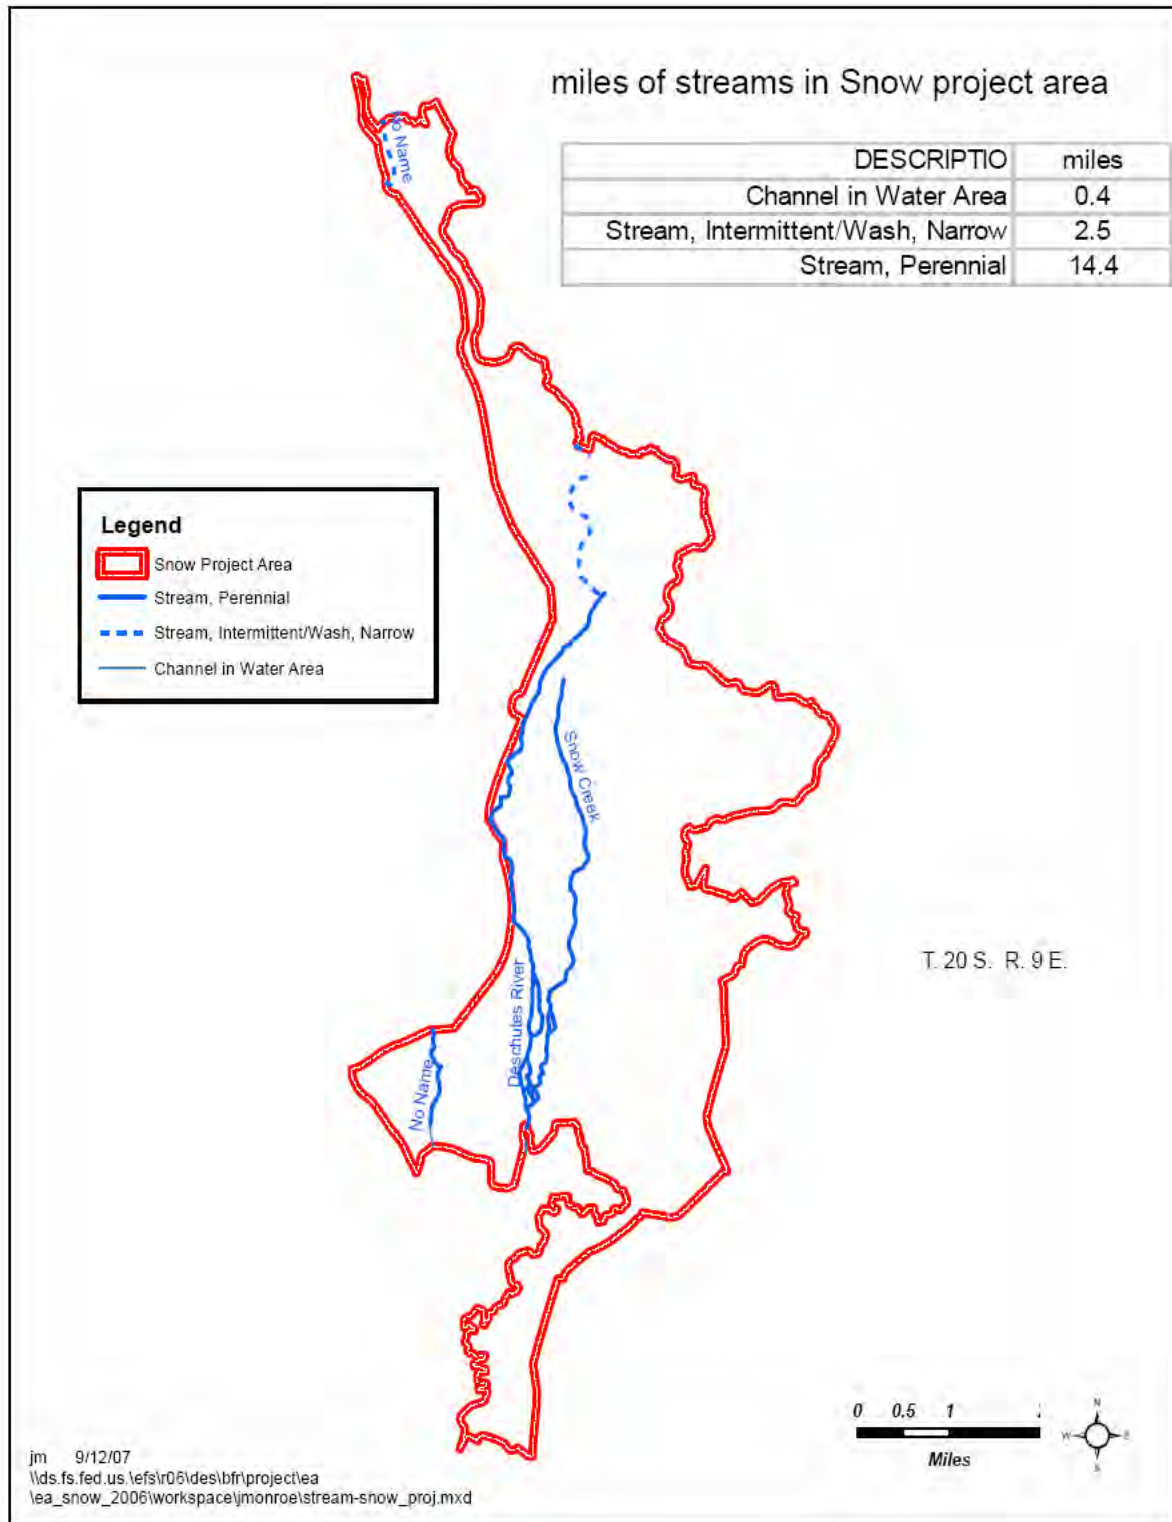 miles of streams in Snow project area
DESCRIPTIO miles
Channel in Water Area 0.4
Stream, Intermittent/Wash, Narrow 2.5
Stream, Perennial 14.4
No Name
Legend
Snow Project Area
Stream, Perennial
Stream, Intermittent/Wash, Narrow
Channel in Water Area
Snow Creek
Deschutes River
No Name
T. 20 S. R. 9 E.
0 0.5 1
Miles
N
W E
S
jm 9/12/07
\\ds.fs.fed.us.\efs\r06\des\bfr\project\ea
\ea_snow_2006\workspace\jmonroe\stream-snow_proj.mxd